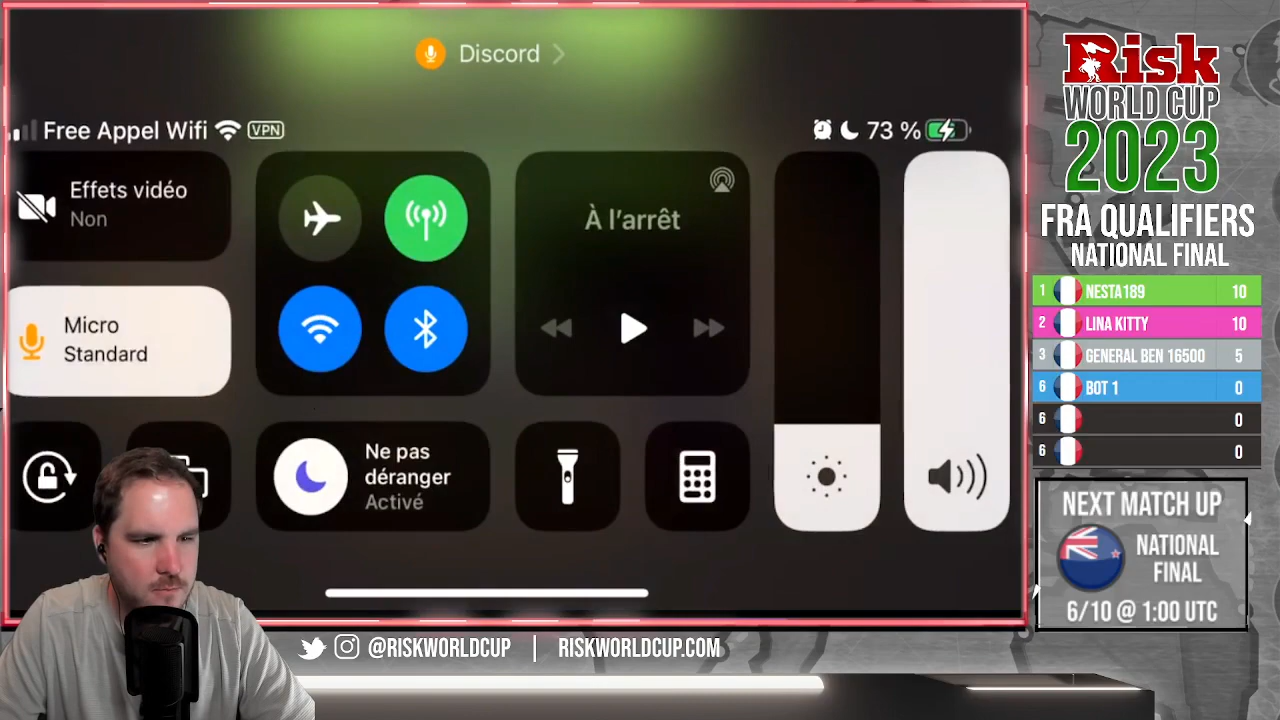 Discord
Free Appel Wifi VPN
73 %
Effets vidéo
Non
À l'arrêt
Micro
Standard
Ne pas
déranger
Activé
RISK
WORLD CUP
2023
FRA QUALIFIERS
NATIONAL FINAL
1 NESTA189 10
2 LINA KITTY 10
3 GENERAL BEN 16500 5
6 BOT 1 0
6 0
6 0
NEXT MATCH UP
NATIONAL
FINAL
6/10 @ 1:00 UTC
@RISKWORLDCUP | RISKWORLDCUP.COM